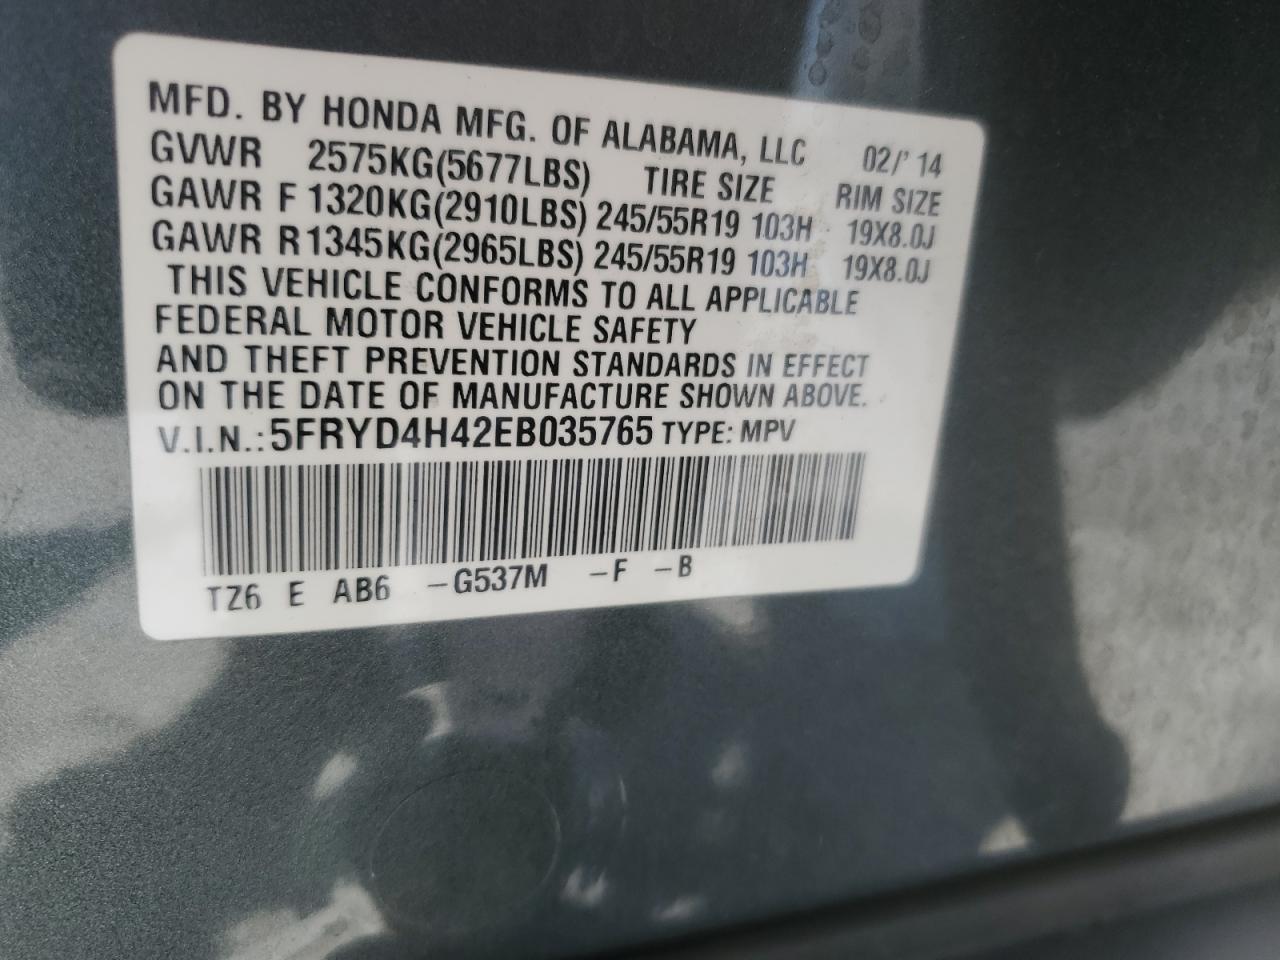 MFD. BY HONDA MFG. OF ALABAMA, LLC 02/'14
GVWR 2575KG(5677LBS) TIRE SIZE RIM SIZE
GAWR F 1320KG(2910LBS) 245/55R19 103H 19X8.0J
GAWR R 1345KG(2965LBS) 245/55R19 103H 19X8.0J
THIS VEHICLE CONFORMS TO ALL APPLICABLE
FEDERAL MOTOR VEHICLE SAFETY
AND THEFT PREVENTION STANDARDS IN EFFECT
ON THE DATE OF MANUFACTURE SHOWN ABOVE.
V.I.N.: 5FRYD4H42EB035765 TYPE: MPV
TZ6 E AB6 -G537M -F -B